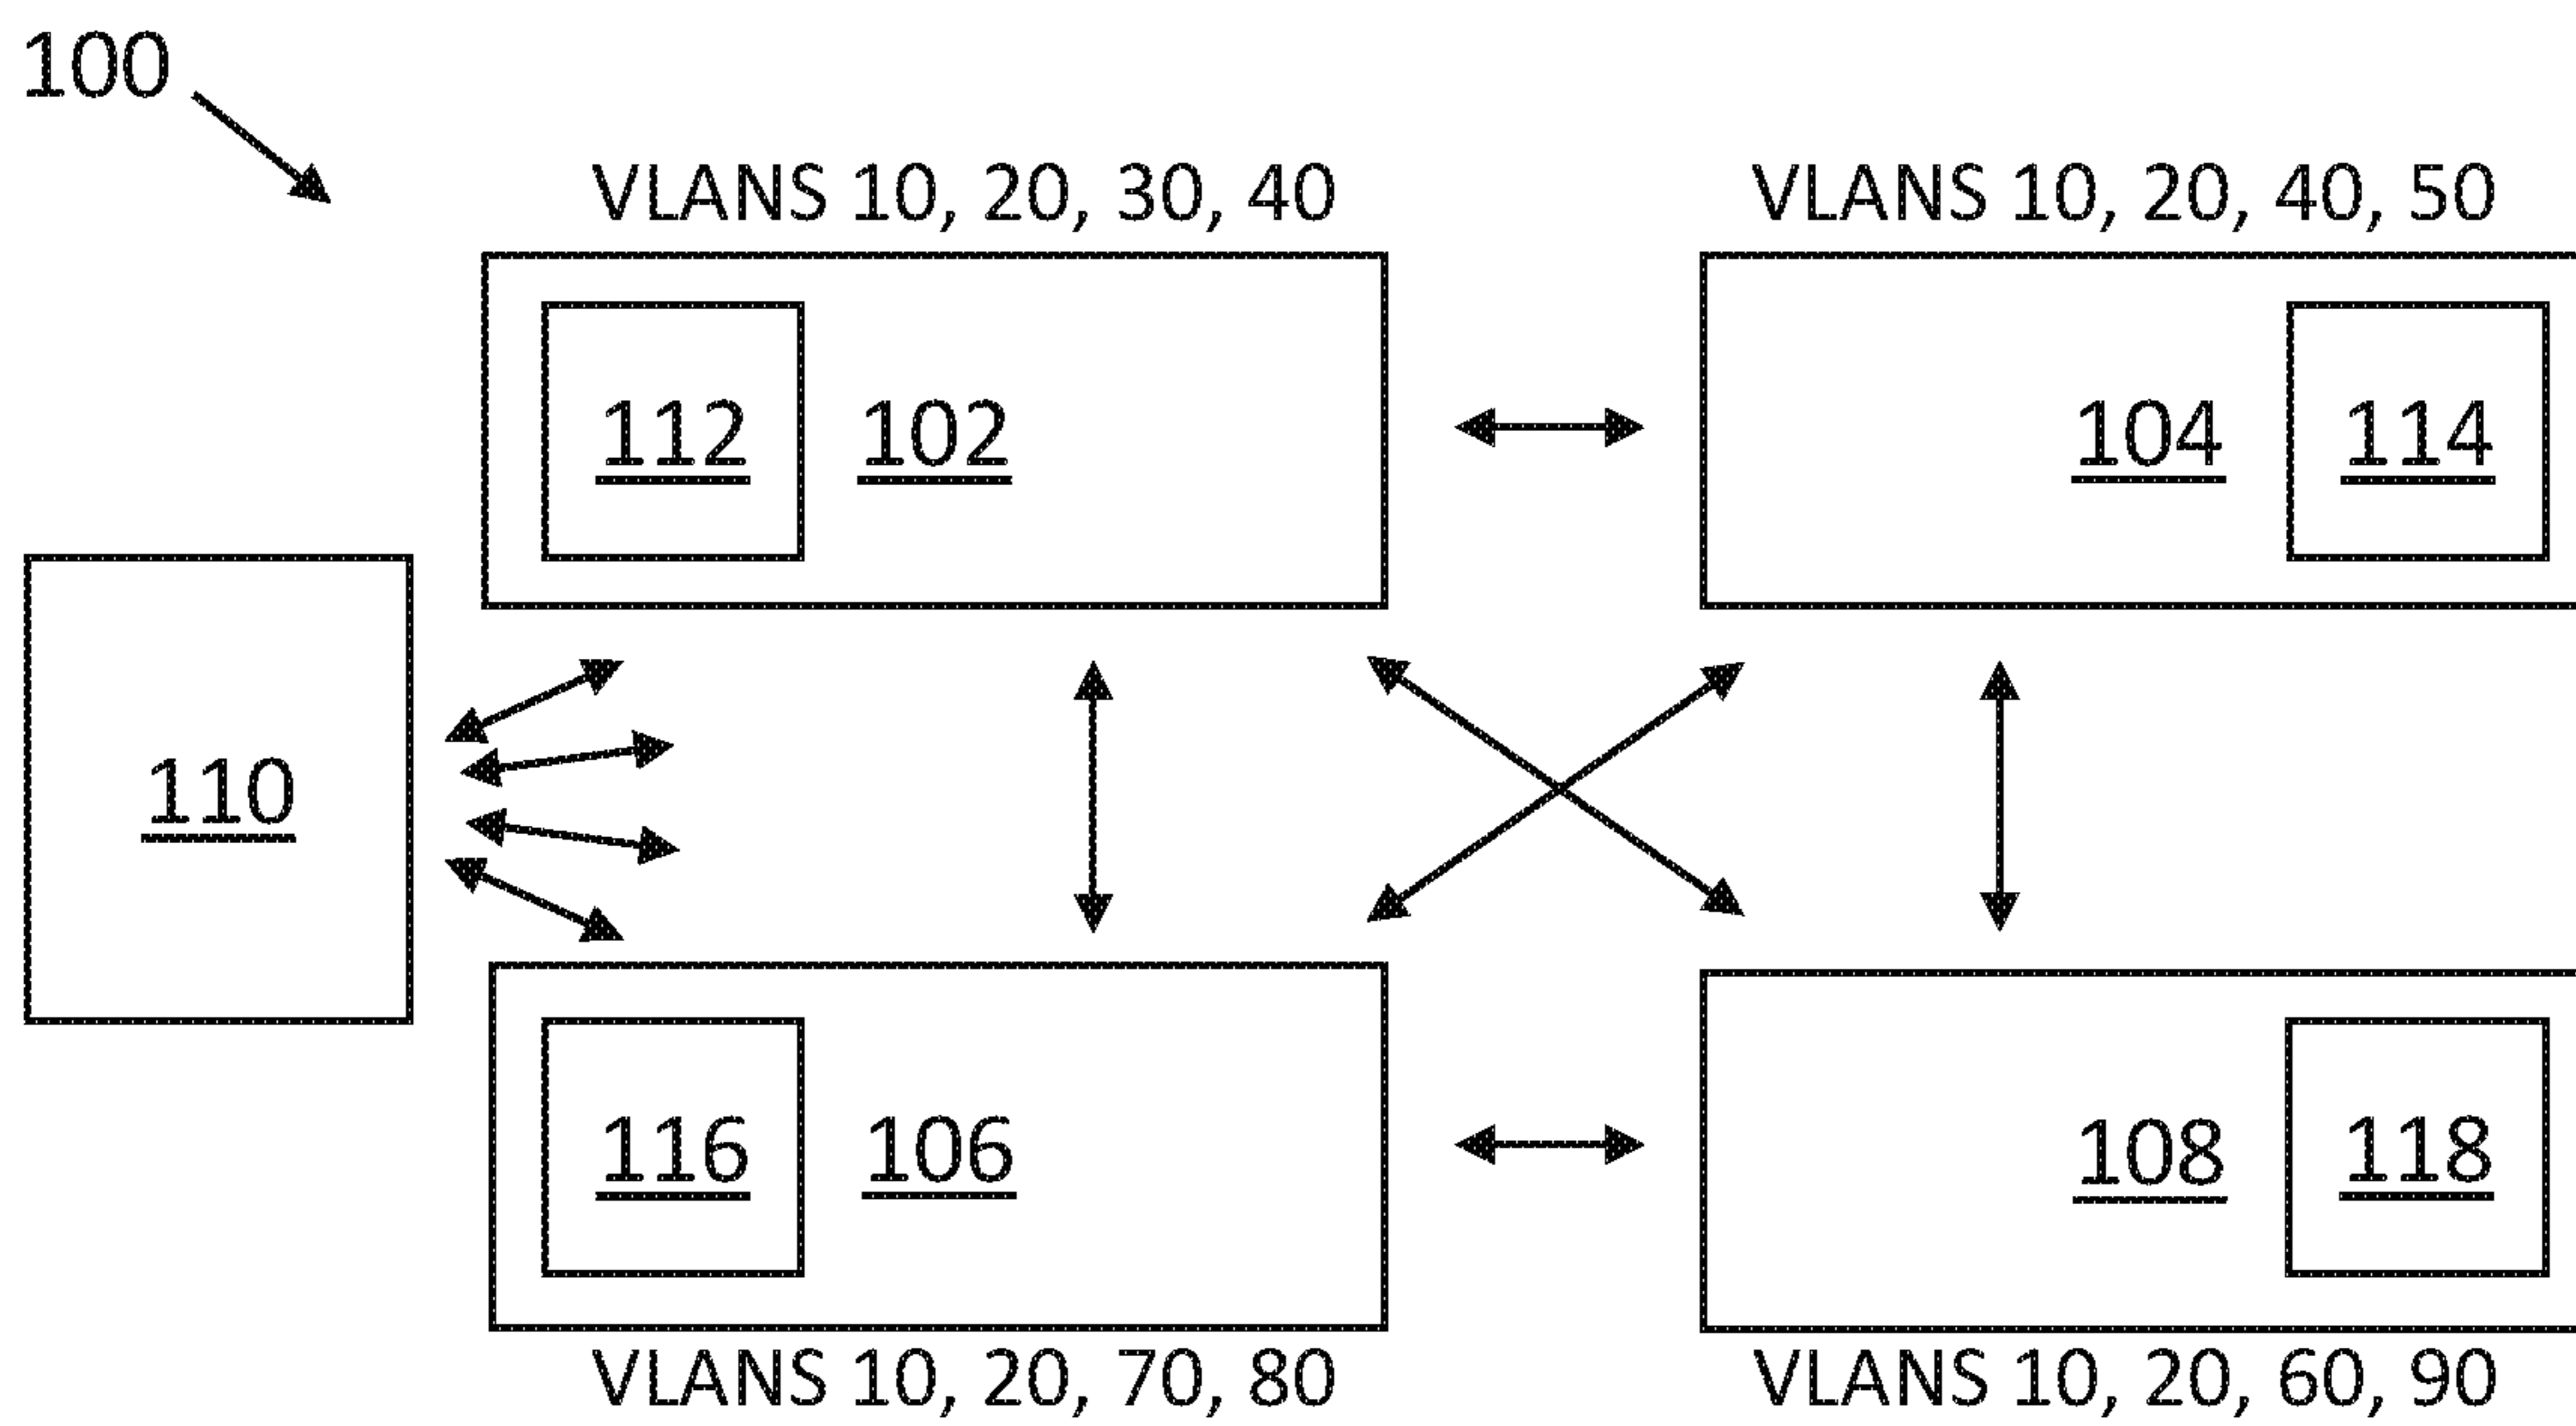 100
VLANS 10, 20, 30, 40
VLANS 10, 20, 40, 50
112 102
104 114
110
116 106
108 118
VLANS 10, 20, 70, 80
VLANS 10, 20, 60, 90